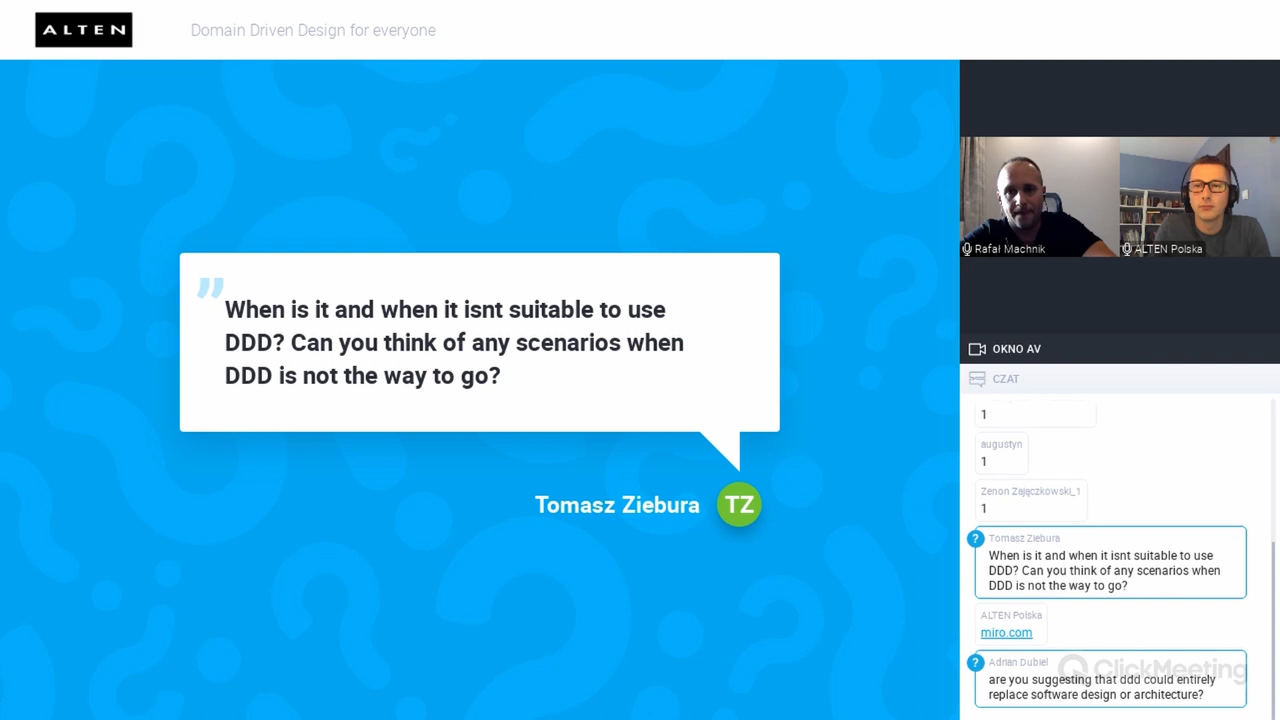 ALTEN
Domain Driven Design for everyone
When is it and when it isnt suitable to use
DDD? Can you think of any scenarios when
DDD is not the way to go?
Tomasz Ziebura
TZ
Rafał Machnik
ALTEN Polska
OKNO AV
CZAT
1
augustyn
1
Zenon Zajączkowski_1
1
?
Tomasz Ziebura
When is it and when it isnt suitable to use
DDD? Can you think of any scenarios when
DDD is not the way to go?
ALTEN Polska
miro.com
?
Adrian Dubiel
are you suggesting that ddd could entirely
replace software design or architecture?
ClickMeeting